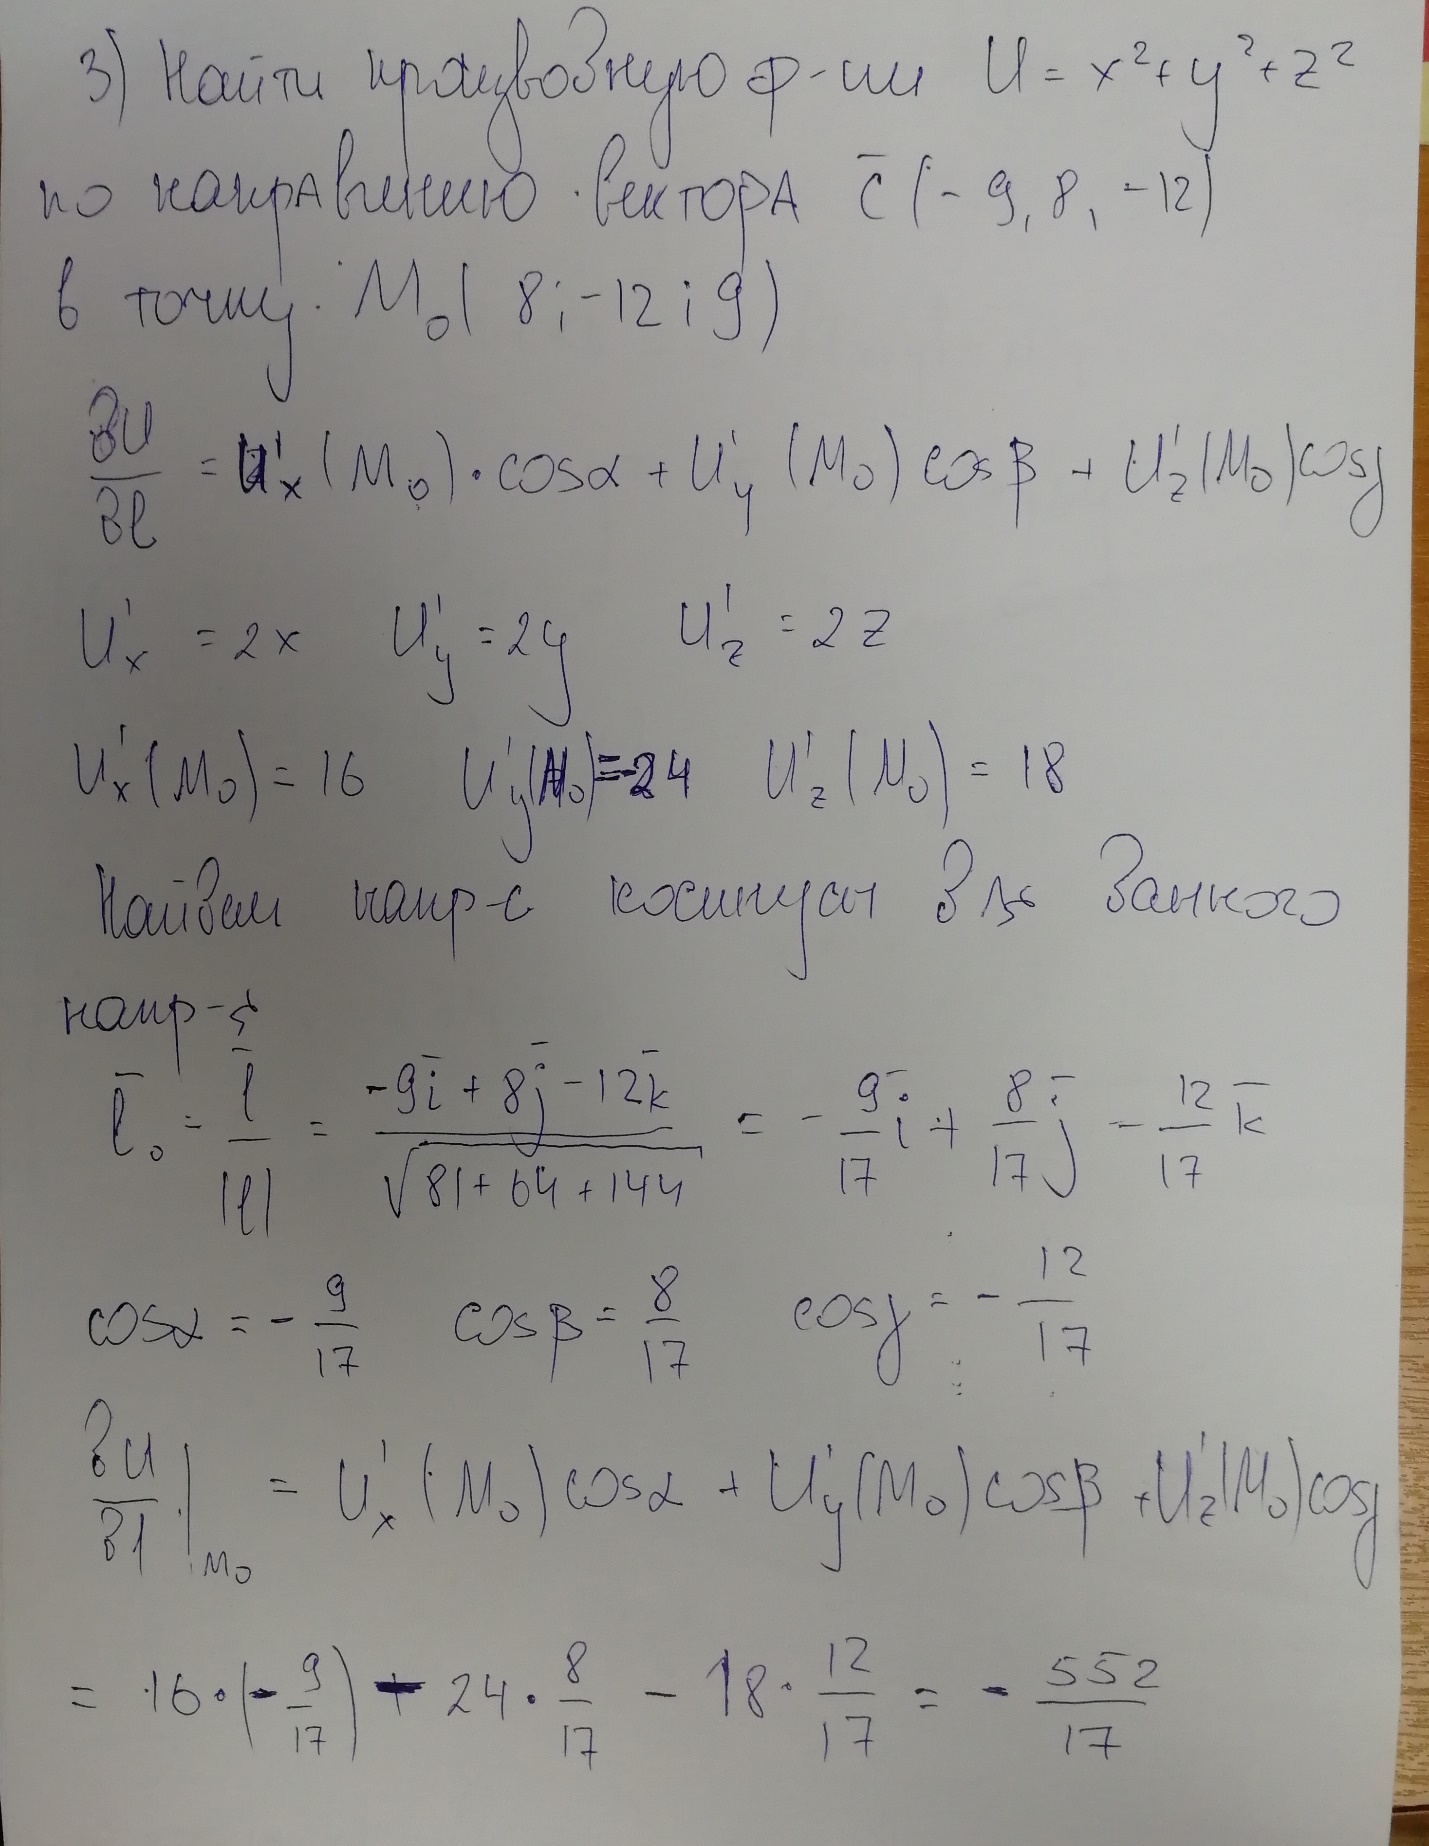 3) Найти производную ф-ции U = x² + y² + z²
по направлению вектора c̄ (-9, 8, -12)
в точку M₀( 8; -12; 9)
∂U/∂l = U'x (M₀) · cosα + U'y (M₀) cosβ + U'z (M₀) cosγ
U'x = 2x   U'y = 2y   U'z = 2z
U'x (M₀) = 16   U'y (M₀) = -24   U'z (M₀) = 18
Найдем напр-е косинусы для данного
напр-я
l̄₀ = l̄/|l| = (-9ī + 8j̄ - 12k̄)/√(81 + 64 + 144) = - 9/17 ī + 8/17 j̄ - 12/17 k̄
cosα = - 9/17   cosβ = 8/17   cosγ = - 12/17
∂U/∂l |M₀ = U'x (M₀) cosα + U'y (M₀) cosβ + U'z (M₀) cosγ
= 16 · (- 9/17) - 24 · 8/17 - 18 · 12/17 = - 552/17